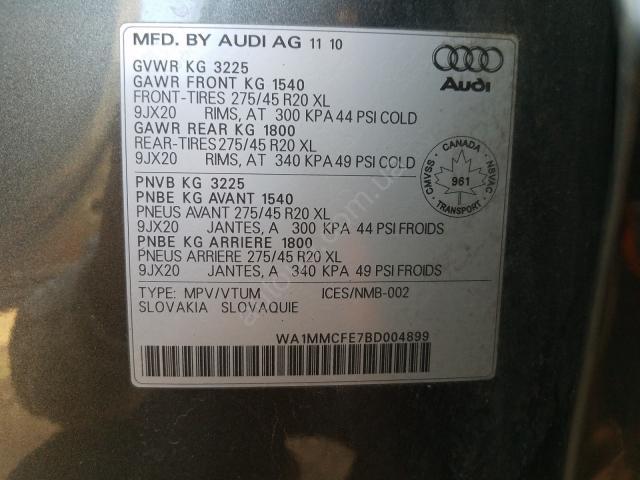 MFD. BY AUDI AG 11 10
Audi
GVWR KG 3225
GAWR FRONT KG 1540
FRONT-TIRES 275/45 R20 XL
9JX20 RIMS, AT 300 KPA 44 PSI COLD
GAWR REAR KG 1800
REAR-TIRES 275/45 R20 XL
9JX20 RIMS, AT 340 KPA 49 PSI COLD
CANADA
CMVSS NSVAC
961
TRANSPORT
PNVB KG 3225
PNBE KG AVANT 1540
PNEUS AVANT 275/45 R20 XL
9JX20 JANTES, A 300 KPA 44 PSI FROIDS
PNBE KG ARRIERE 1800
PNEUS ARRIERE 275/45 R20 XL
9JX20 JANTES, A 340 KPA 49 PSI FROIDS
TYPE: MPV/VTUM ICES/NMB-002
SLOVAKIA SLOVAQUIE
WA1MMCFE7BD004899